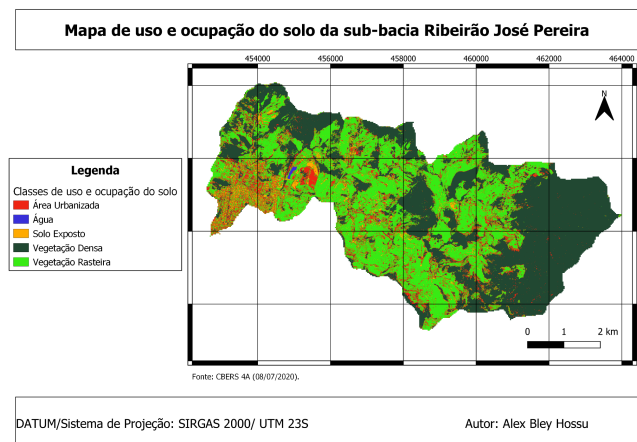 Mapa de uso e ocupação do solo da sub-bacia Ribeirão José Pereira
454000 456000 458000 460000 462000 464000
N
Legenda
Classes de uso e ocupação do solo
Área Urbanizada
Água
Solo Exposto
Vegetação Densa
Vegetação Rasteira
0 1 2 km
Fonte: CBERS 4A (08/07/2020).
DATUM/Sistema de Projeção: SIRGAS 2000/ UTM 23S
Autor: Alex Bley Hossu